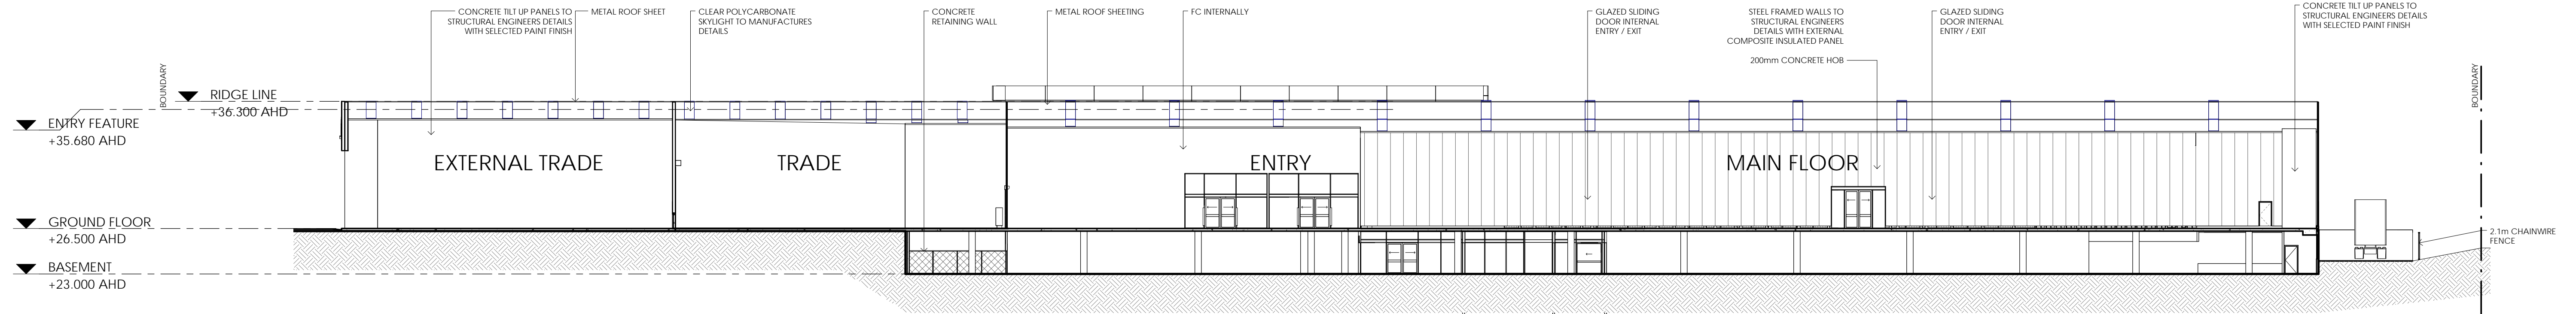 CONCRETE TILT UP PANELS TO
STRUCTURAL ENGINEERS DETAILS
WITH SELECTED PAINT FINISH
METAL ROOF SHEET
CLEAR POLYCARBONATE
SKYLIGHT TO MANUFACTURES
DETAILS
CONCRETE
RETAINING WALL
METAL ROOF SHEETING
FC INTERNALLY
GLAZED SLIDING
DOOR INTERNAL
ENTRY / EXIT
STEEL FRAMED WALLS TO
STRUCTURAL ENGINEERS
DETAILS WITH EXTERNAL
COMPOSITE INSULATED PANEL
200mm CONCRETE HOB
GLAZED SLIDING
DOOR INTERNAL
ENTRY / EXIT
CONCRETE TILT UP PANELS TO
STRUCTURAL ENGINEERS DETAILS
WITH SELECTED PAINT FINISH
BOUNDARY
RIDGE LINE
+36.300 AHD
ENTRY FEATURE
+35.680 AHD
EXTERNAL TRADE
TRADE
ENTRY
MAIN FLOOR
BOUNDARY
GROUND FLOOR
+26.500 AHD
BASEMENT
+23.000 AHD
2.1m CHAINWIRE
FENCE